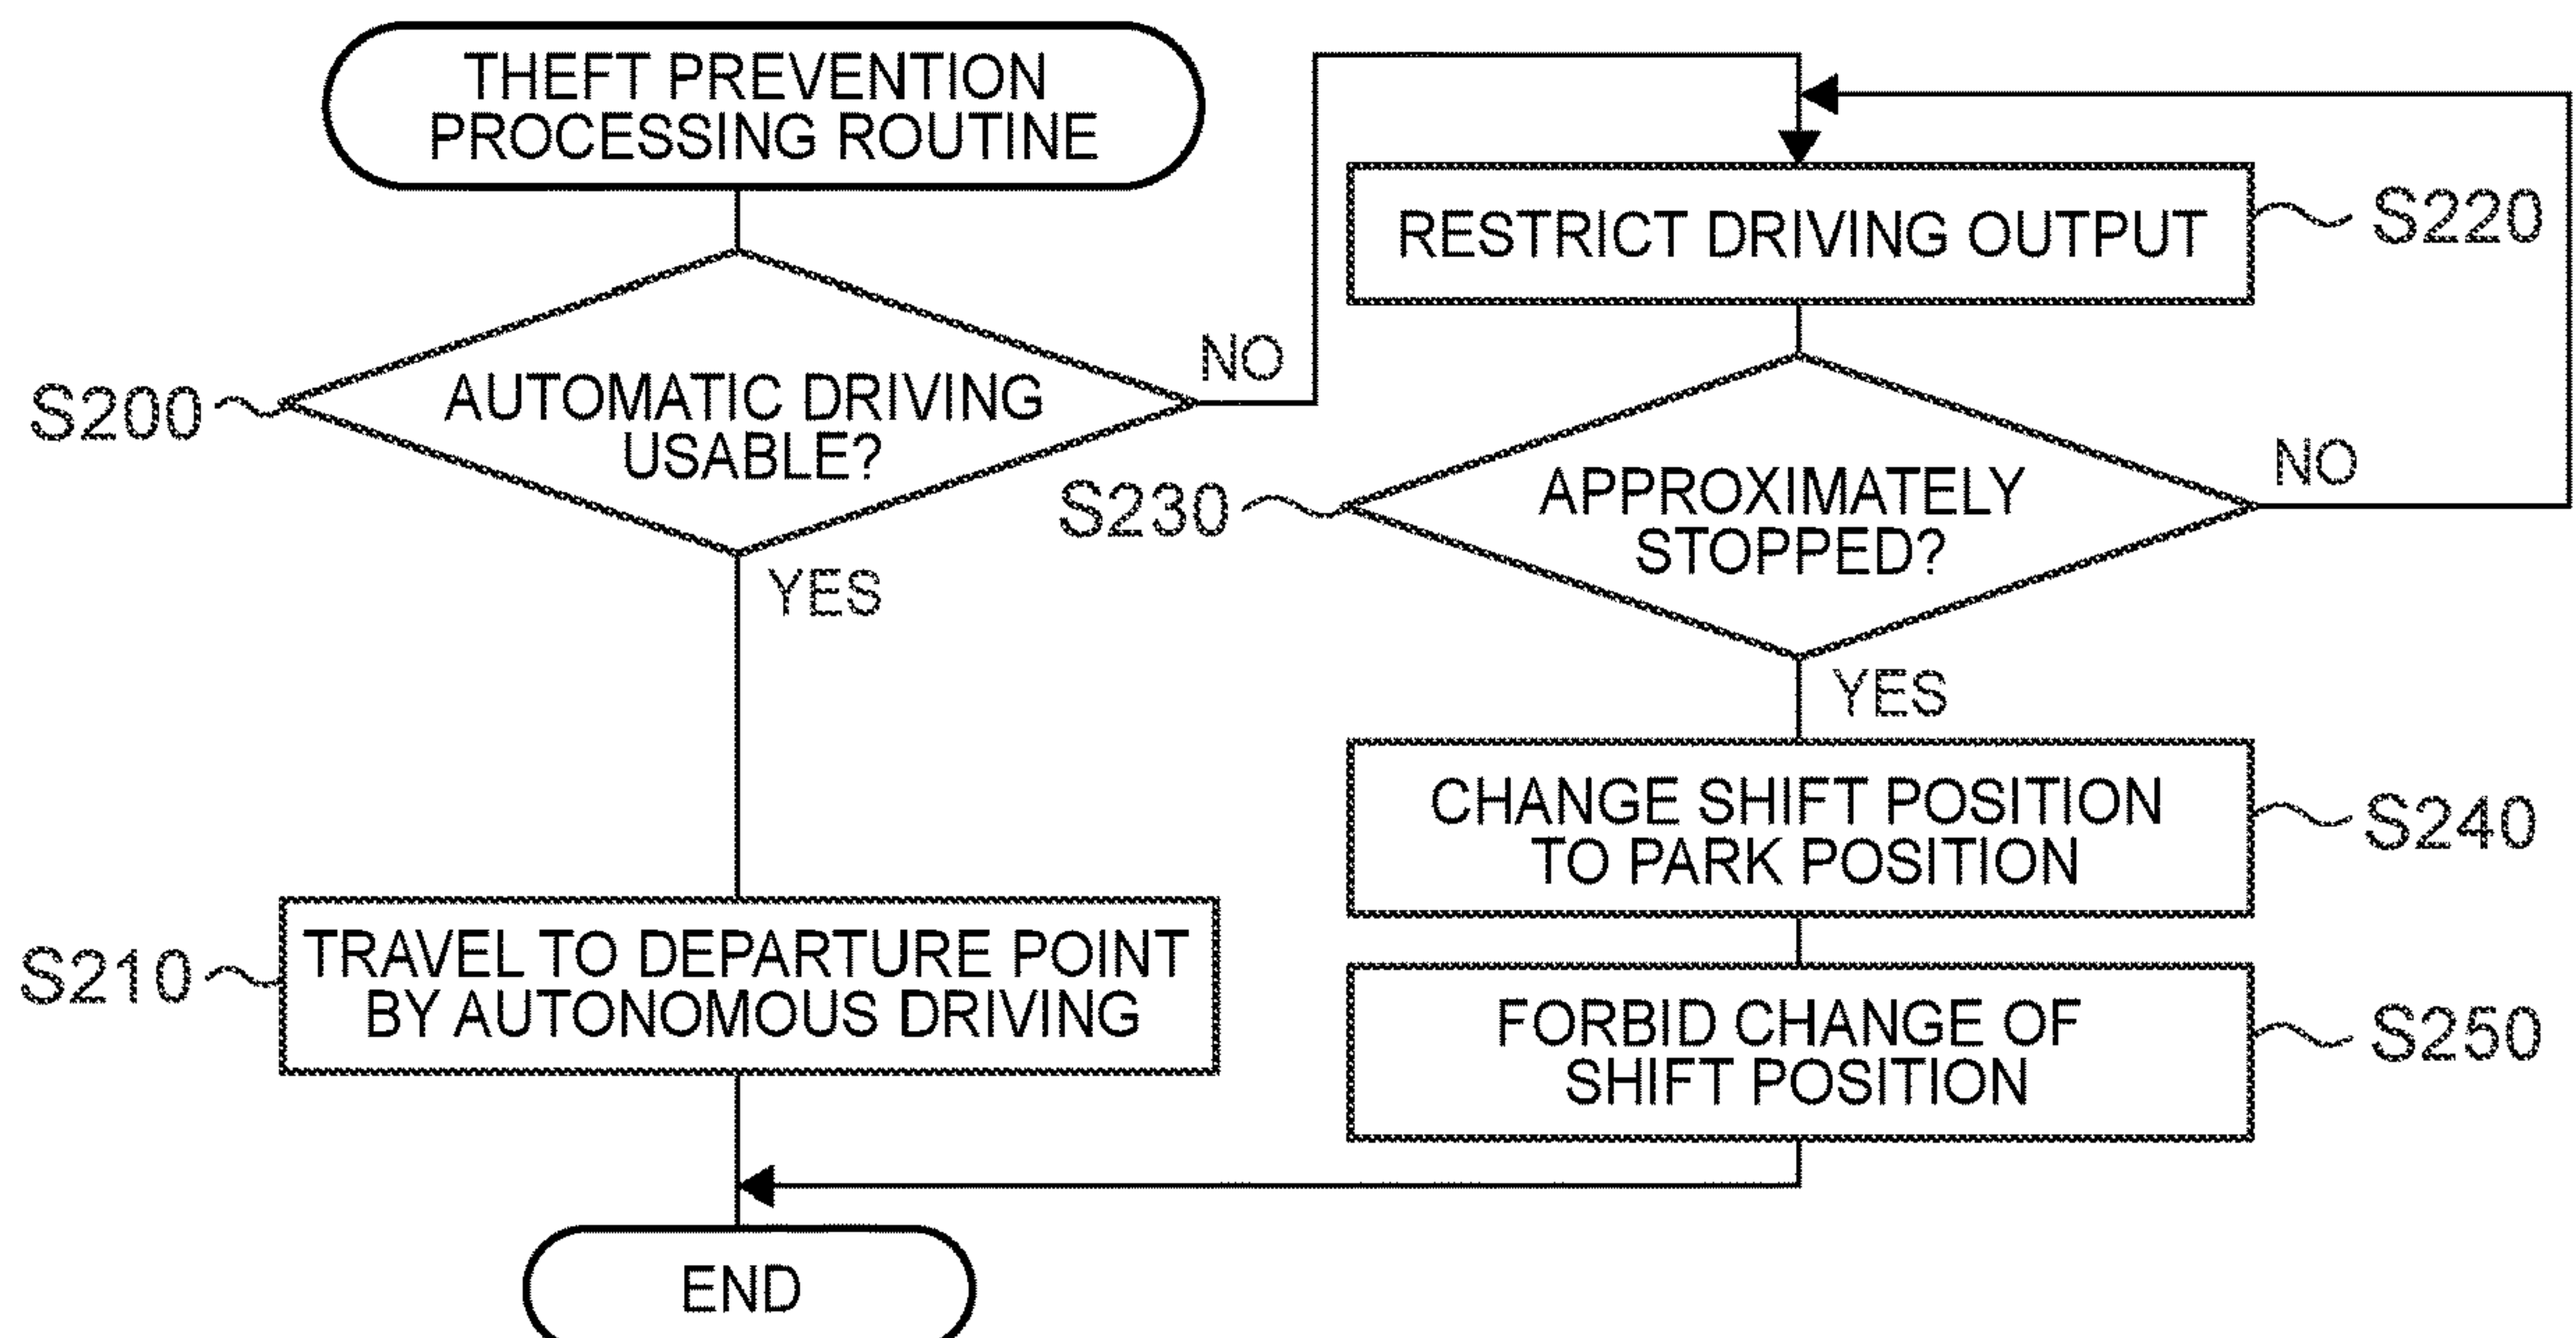 THEFT PREVENTION
PROCESSING ROUTINE
S200
AUTOMATIC DRIVING
USABLE?
NO
YES
S210
TRAVEL TO DEPARTURE POINT
BY AUTONOMOUS DRIVING
RESTRICT DRIVING OUTPUT
S220
S230
APPROXIMATELY
STOPPED?
NO
YES
CHANGE SHIFT POSITION
TO PARK POSITION
S240
FORBID CHANGE OF
SHIFT POSITION
S250
END